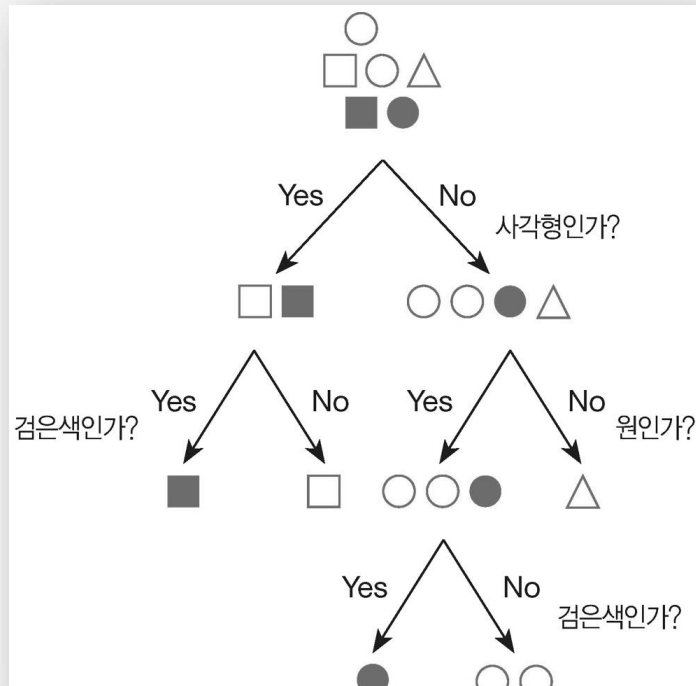 Yes No
사각형인가?
Yes No Yes No
검은색인가? 원인가?
Yes No
검은색인가?